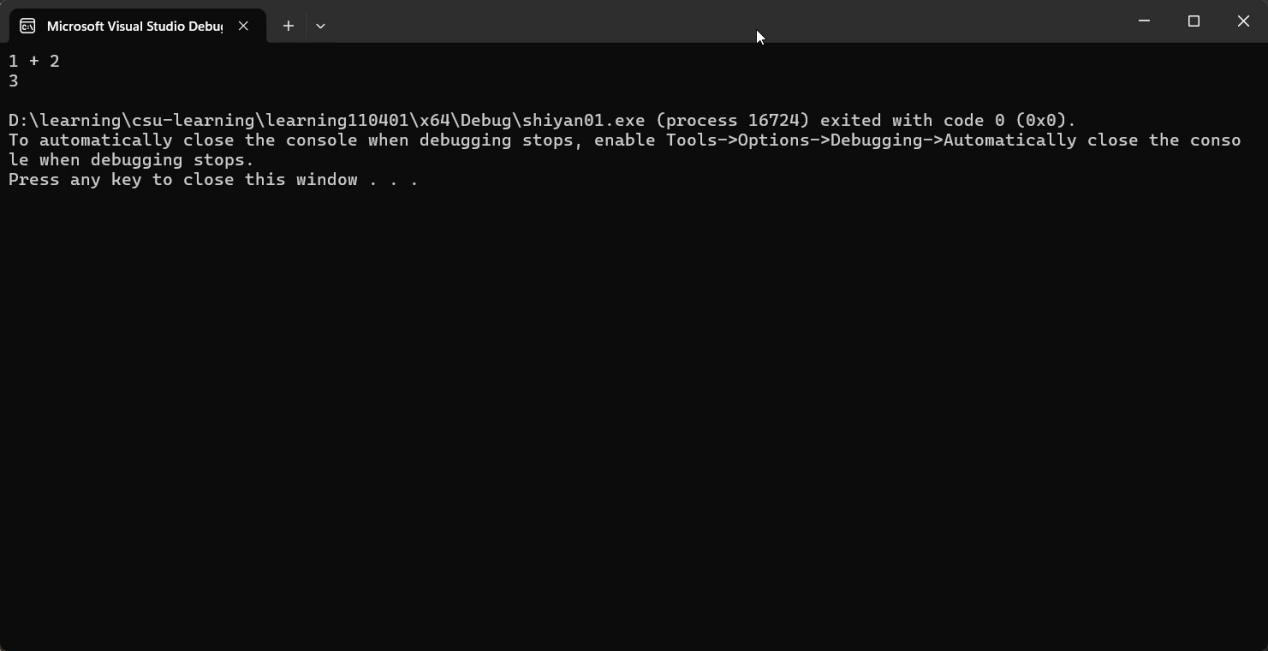 Microsoft Visual Studio Debu
1 + 2
3
D:\learning\csu-learning\learning110401\x64\Debug\shiyan01.exe (process 16724) exited with code 0 (0x0).
To automatically close the console when debugging stops, enable Tools->Options->Debugging->Automatically close the conso
le when debugging stops.
Press any key to close this window . . .